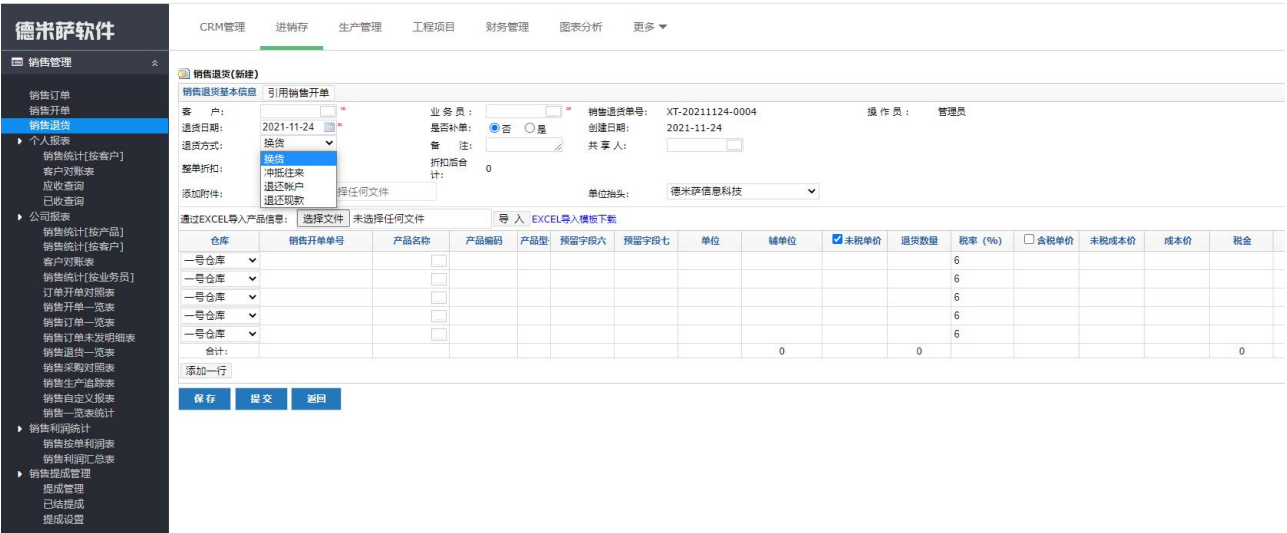 德米萨软件
CRM管理 进销存 生产管理 工程项目 财务管理 图表分析 更多
销售管理
销售订单
销售开单
销售退货
个人报表
销售统计[按客户]
客户对账表
应收查询
已收查询
公司报表
销售统计[按产品]
销售统计[按客户]
客户对账表
销售统计[按业务员]
订单开单对照表
销售开单一览表
销售订单一览表
销售订单未发明细表
销售退货一览表
销售采购对照表
销售生产追踪表
销售自定义报表
销售一览表统计
销售利润统计
销售按单利润表
销售利润汇总表
销售提成管理
提成管理
已结提成
提成设置
销售退货(新建)
销售退货基本信息 引用销售开单
客 户: * 业务员: * 销售退货单号: XT-20211124-0004 操作员: 管理员
退货日期: 2021-11-24 * 是否补单: 否 是 创建日期: 2021-11-24
退货方式: 换货 备 注: 共享人:
换货
冲抵往来
退还帐户
退还现款
整单折扣: 折扣后合计: 0
添加附件: 择任何文件 单位抬头: 德米萨信息科技
通过EXCEL导入产品信息: 选择文件 未选择任何文件 导 入 EXCEL导入模板下载
仓库 销售开单单号 产品名称 产品编码 产品型 预留字段六 预留字段七 单位 辅单位 未税单价 退货数量 税率 (%) 含税单价 未税成本价 成本价 税金
一号仓库 6
一号仓库 6
一号仓库 6
一号仓库 6
一号仓库 6
合计: 0 0 0
添加一行
保存 提交 返回